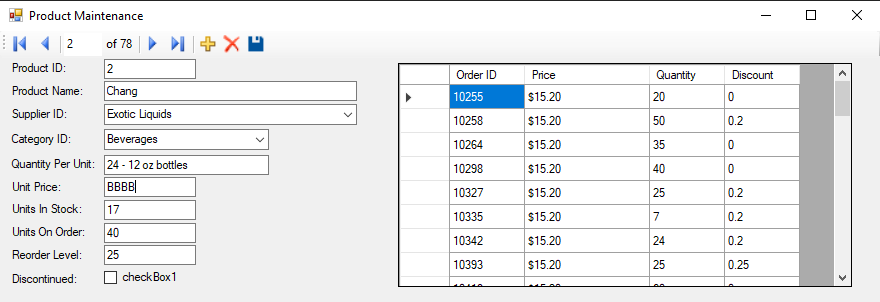 Product Maintenance
2 of 78
Product ID: 2
Product Name: Chang
Supplier ID: Exotic Liquids
Category ID: Beverages
Quantity Per Unit: 24 - 12 oz bottles
Unit Price: BBBB
Units In Stock: 17
Units On Order: 40
Reorder Level: 25
Discontinued: checkBox1
Order ID Price Quantity Discount
10255 $15.20 20 0
10258 $15.20 50 0.2
10264 $15.20 35 0
10298 $15.20 40 0
10327 $15.20 25 0.2
10335 $15.20 7 0.2
10342 $15.20 24 0.2
10393 $15.20 25 0.25